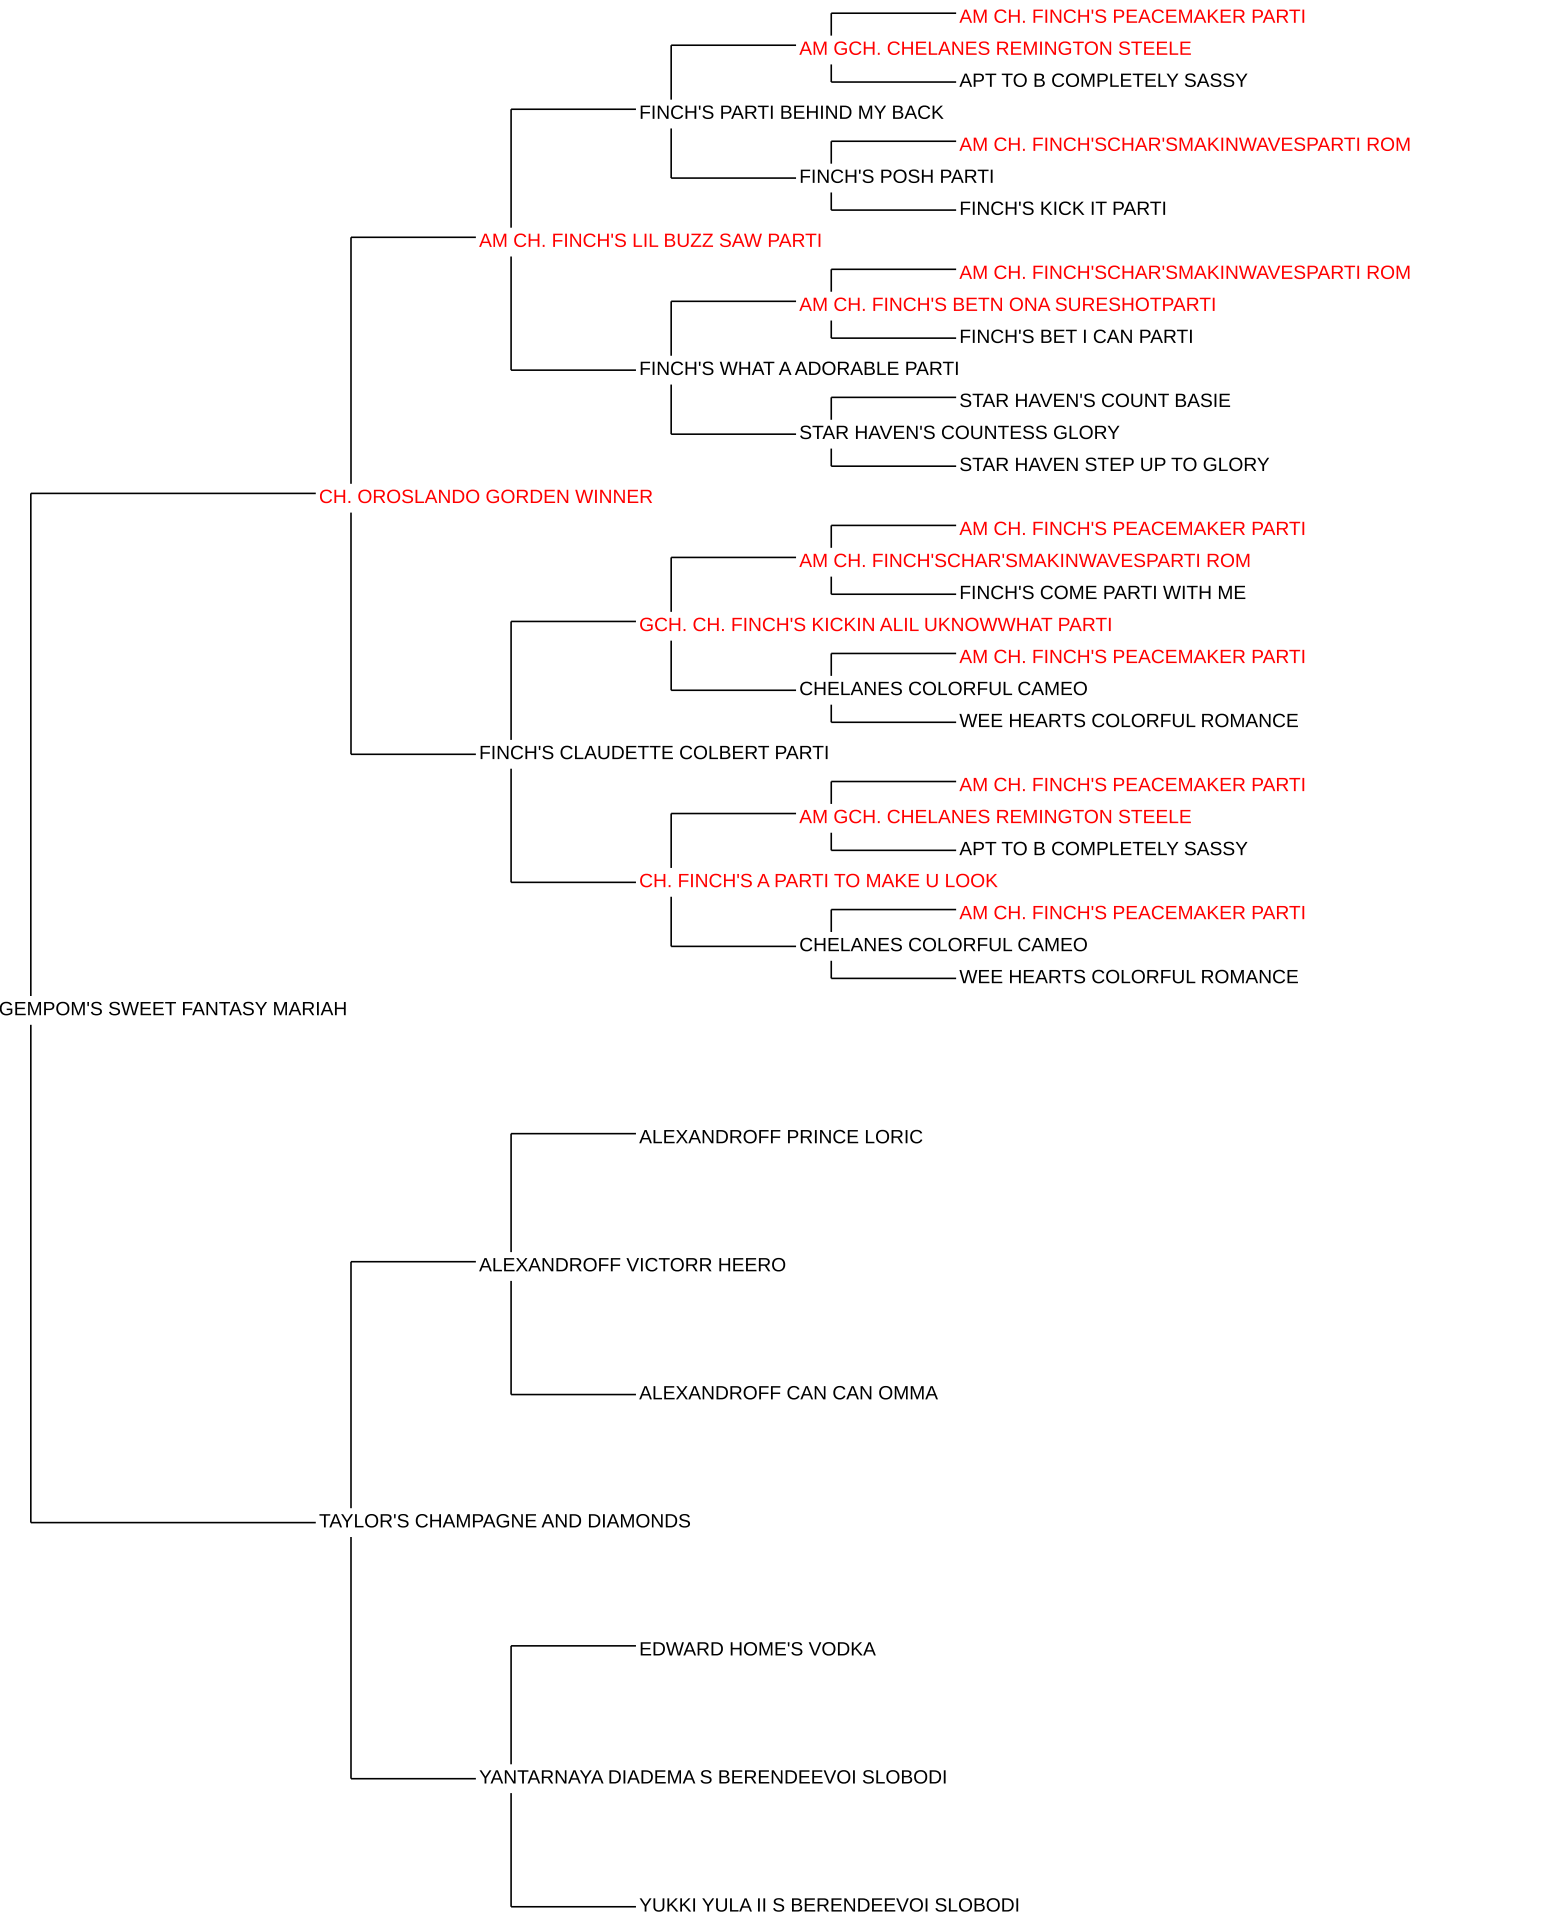 AM CH. FINCH'S PEACEMAKER PARTI
AM GCH. CHELANES REMINGTON STEELE
APT TO B COMPLETELY SASSY
FINCH'S PARTI BEHIND MY BACK
AM CH. FINCH'SCHAR'SMAKINWAVESPARTI ROM
FINCH'S POSH PARTI
FINCH'S KICK IT PARTI
AM CH. FINCH'S LIL BUZZ SAW PARTI
AM CH. FINCH'SCHAR'SMAKINWAVESPARTI ROM
AM CH. FINCH'S BETN ONA SURESHOTPARTI
FINCH'S BET I CAN PARTI
FINCH'S WHAT A ADORABLE PARTI
STAR HAVEN'S COUNT BASIE
STAR HAVEN'S COUNTESS GLORY
STAR HAVEN STEP UP TO GLORY
CH. OROSLANDO GORDEN WINNER
AM CH. FINCH'S PEACEMAKER PARTI
AM CH. FINCH'SCHAR'SMAKINWAVESPARTI ROM
FINCH'S COME PARTI WITH ME
GCH. CH. FINCH'S KICKIN ALIL UKNOWWHAT PARTI
AM CH. FINCH'S PEACEMAKER PARTI
CHELANES COLORFUL CAMEO
WEE HEARTS COLORFUL ROMANCE
FINCH'S CLAUDETTE COLBERT PARTI
AM CH. FINCH'S PEACEMAKER PARTI
AM GCH. CHELANES REMINGTON STEELE
APT TO B COMPLETELY SASSY
CH. FINCH'S A PARTI TO MAKE U LOOK
AM CH. FINCH'S PEACEMAKER PARTI
CHELANES COLORFUL CAMEO
WEE HEARTS COLORFUL ROMANCE
GEMPOM'S SWEET FANTASY MARIAH
ALEXANDROFF PRINCE LORIC
ALEXANDROFF VICTORR HEERO
ALEXANDROFF CAN CAN OMMA
TAYLOR'S CHAMPAGNE AND DIAMONDS
EDWARD HOME'S VODKA
YANTARNAYA DIADEMA S BERENDEEVOI SLOBODI
YUKKI YULA II S BERENDEEVOI SLOBODI